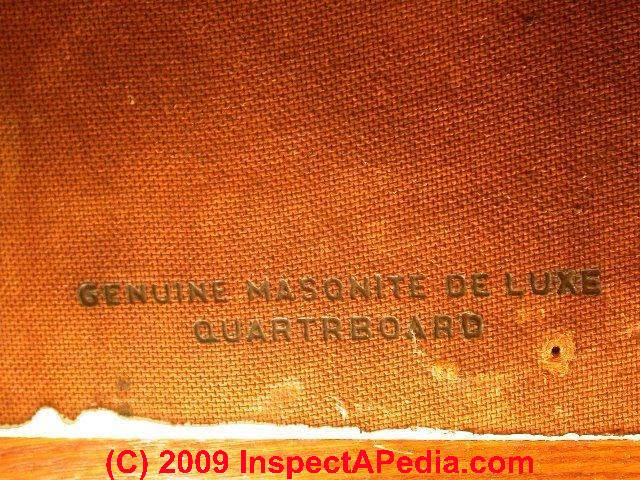 GENUINE MASONITE DE LUXE
QUARTRBOARD
(C) 2009 InspectAPedia.com